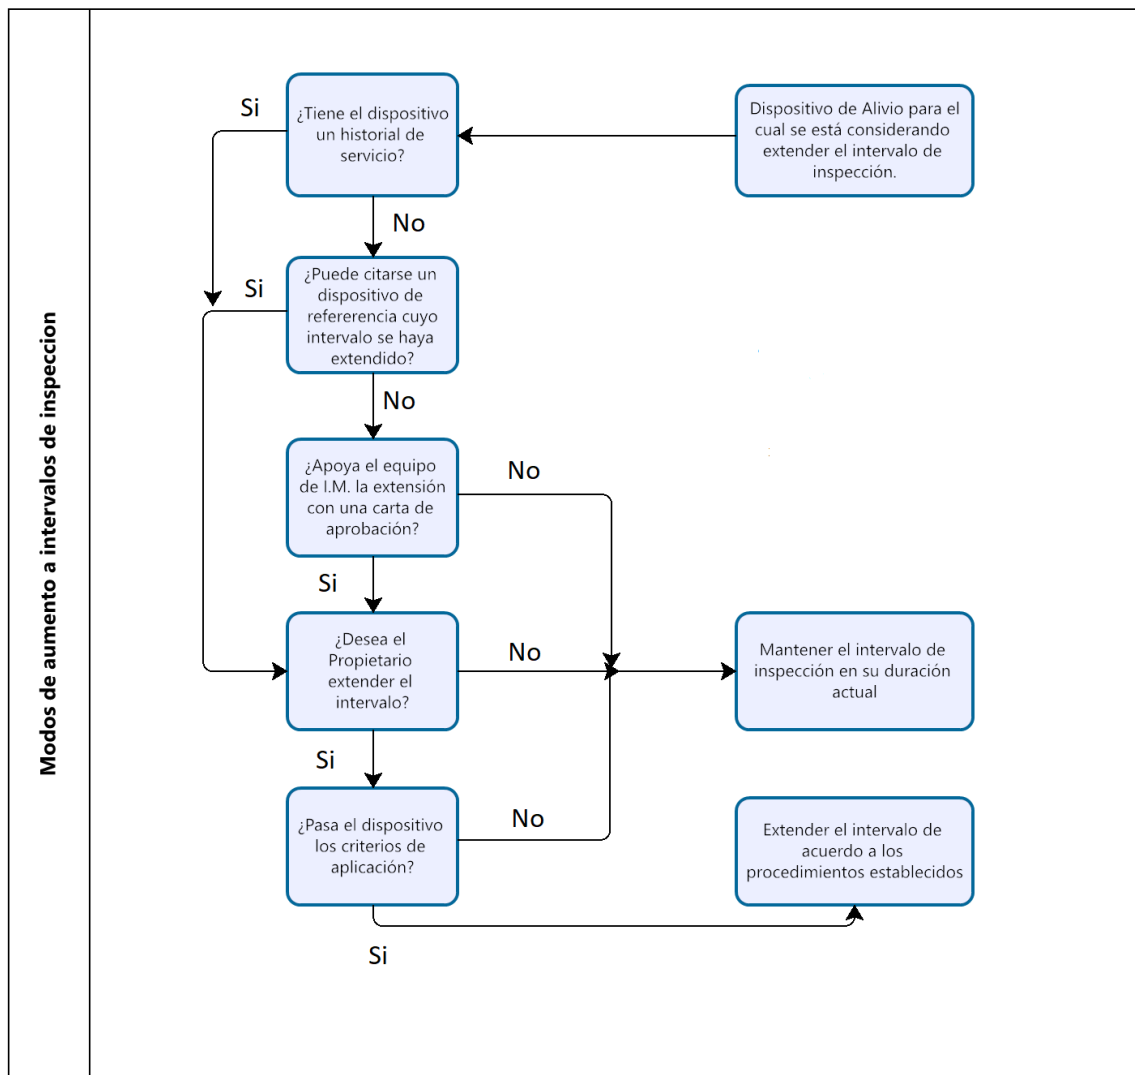 Modos de aumento a intervalos de inspeccion
Si
¿Tiene el dispositivo
un historial de
servicio?
Dispositivo de Alivio para el
cual se está considerando
extender el intervalo de
inspección.
No
Si
¿Puede citarse un
dispositivo de
refererencia cuyo
intervalo se haya
extendido?
No
¿Apoya el equipo
de I.M. la extensión
con una carta de
aprobación?
No
Si
¿Desea el
Propietario
extender el
intervalo?
No
Mantener el intervalo de
inspección en su duración
actual
Si
¿Pasa el dispositivo
los criterios de
aplicación?
No
Extender el intervalo de
acuerdo a los
procedimientos establecidos
Si